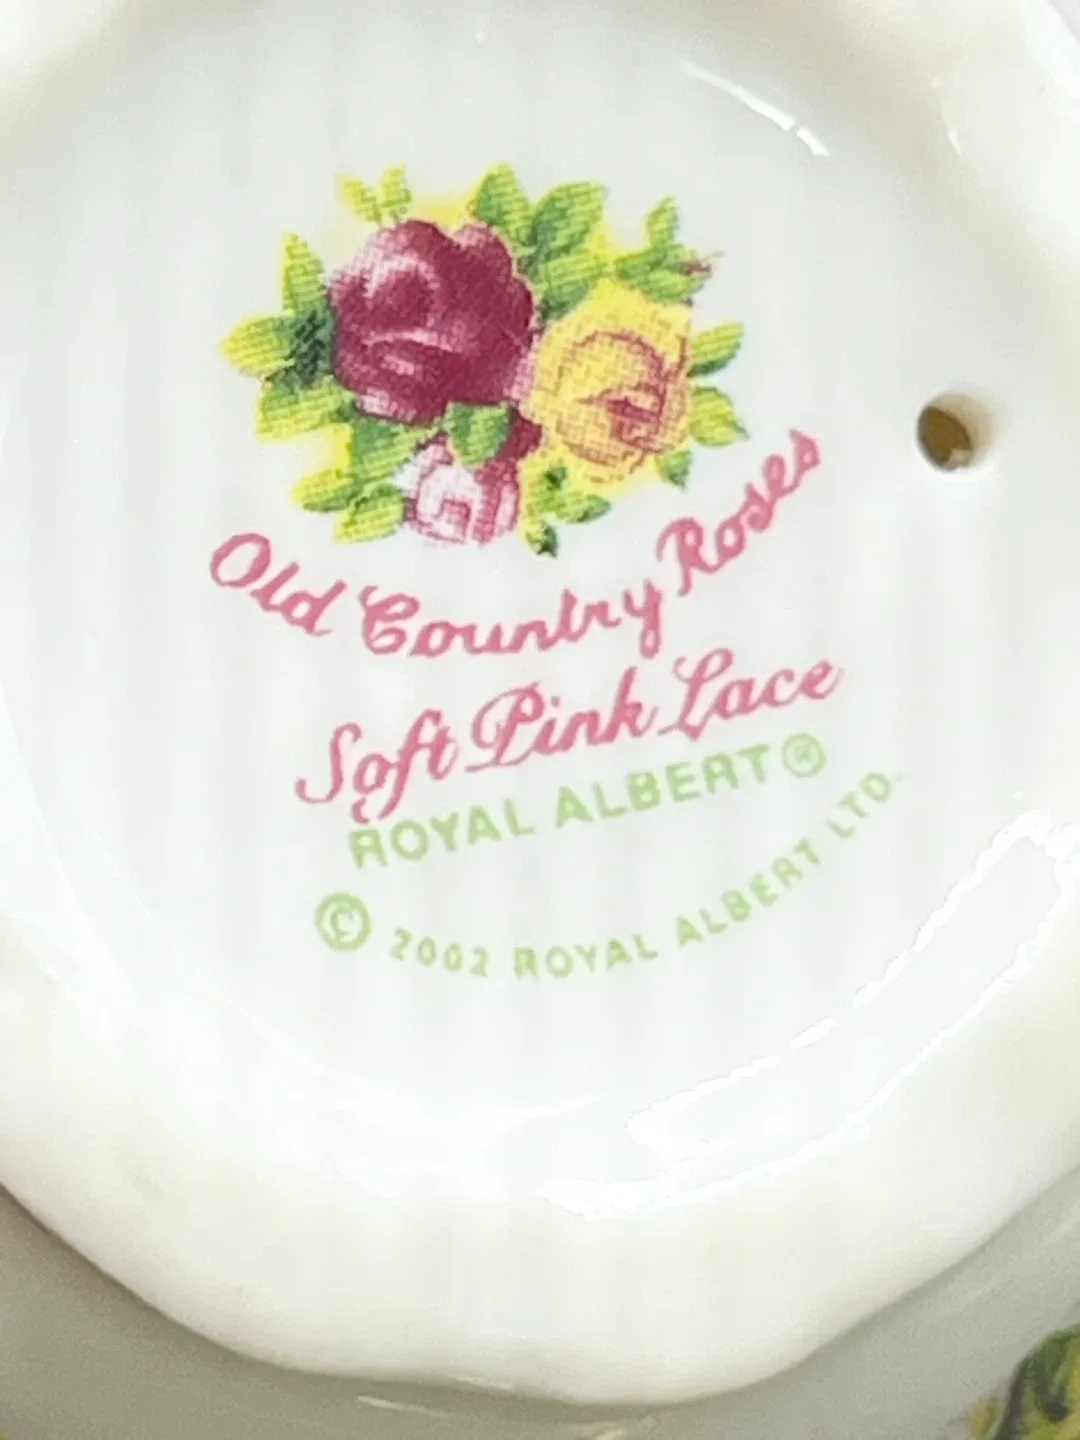 Old Country Roses
Soft Pink Lace
ROYAL ALBERT®
© 2002 ROYAL ALBERT LTD.